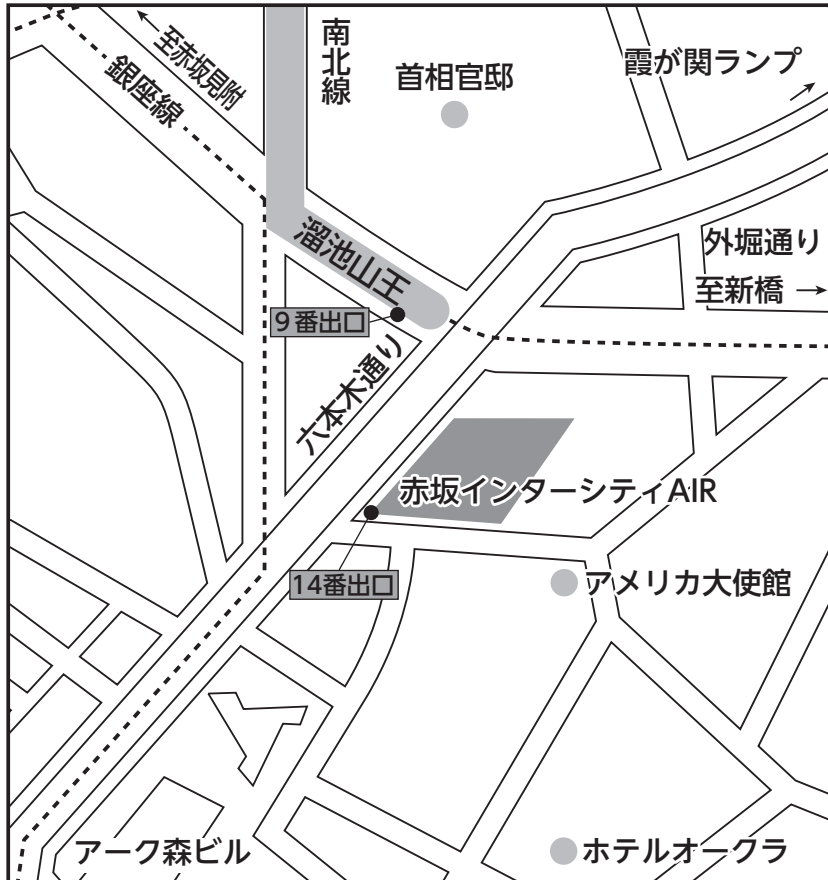 至赤坂見附
銀座線
南北線
首相官邸
霞が関ランプ
溜池山王
外堀通り
至新橋
9番出口
六本木通り
赤坂インターシティAIR
14番出口
アメリカ大使館
アーク森ビル
ホテルオークラ